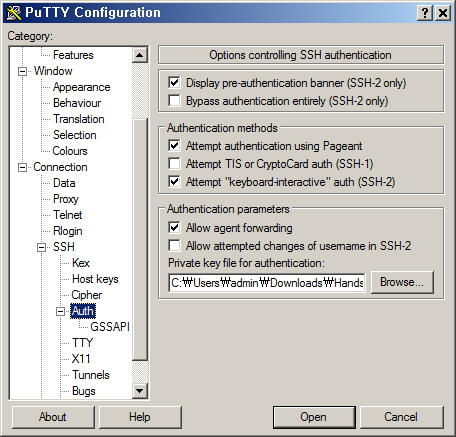 PuTTY Configuration
Category:
Features
Window
Appearance
Behaviour
Translation
Selection
Colours
Connection
Data
Proxy
Telnet
Rlogin
SSH
Kex
Host keys
Cipher
Auth
GSSAPI
TTY
X11
Tunnels
Bugs
Options controlling SSH authentication
Display pre-authentication banner (SSH-2 only)
Bypass authentication entirely (SSH-2 only)
Authentication methods
Attempt authentication using Pageant
Attempt TIS or CryptoCard auth (SSH-1)
Attempt "keyboard-interactive" auth (SSH-2)
Authentication parameters
Allow agent forwarding
Allow attempted changes of username in SSH-2
Private key file for authentication:
C:₩Users₩admin₩Downloads₩Hands
Browse...
About
Help
Open
Cancel